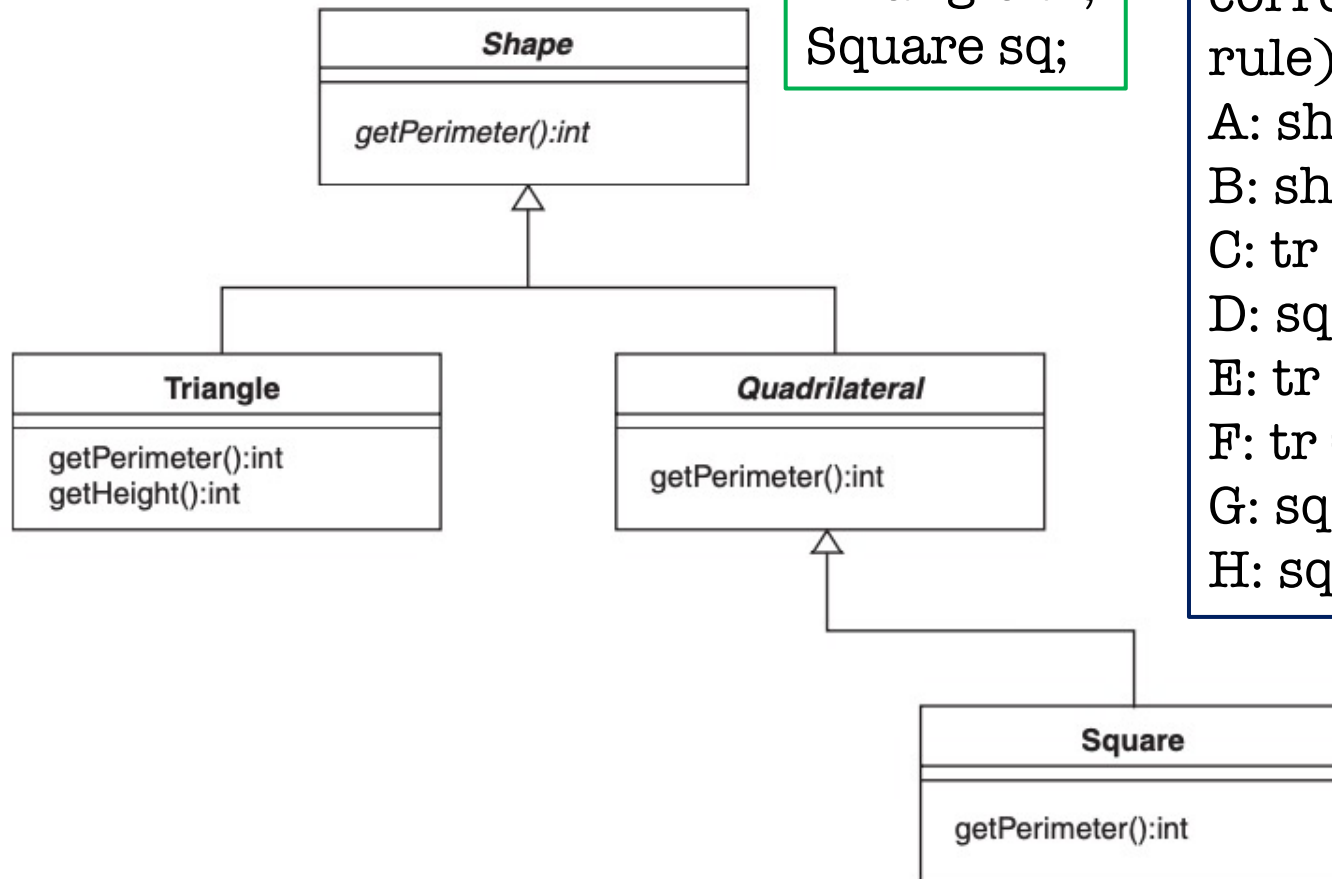 Shape
getPerimeter():int
Square sq;
rule)
A: sh
B: sh
C: tr
D: sq
E: tr
F: tr
G: sq
H: sq
Triangle
getPerimeter():int
getHeight():int
Quadrilateral
getPerimeter():int
Square
getPerimeter():int